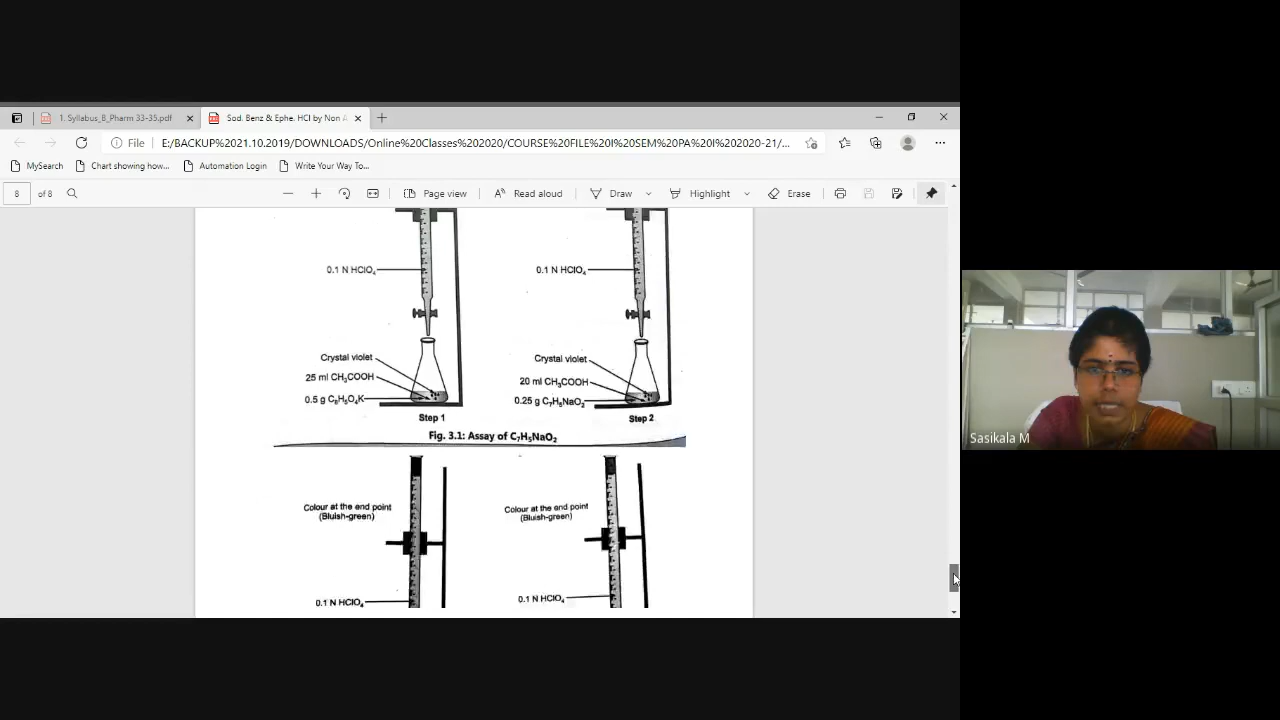 1. Syllabus_B_Pharm 33-35.pdf
Sod. Benz & Ephe. HCl by Non A
File
E:/BACKUP%2021.10.2019/DOWNLOADS/Online%20Classes%202020/COURSE%20FILE%20I%20SEM%20PA%20I%202020-21/...
MySearch
Chart showing how...
Automation Login
Write Your Way To...
8 of 8
Page view
Read aloud
Draw
Highlight
Erase
0.1 N HClO₄
0.1 N HClO₄
Crystal violet
25 ml CH₃COOH
0.5 g C₈H₅O₄K
Step 1
Crystal violet
20 ml CH₃COOH
0.25 g C₇H₅NaO₂
Step 2
Fig. 3.1: Assay of C₇H₅NaO₂
Colour at the end point
(Bluish-green)
Colour at the end point
(Bluish-green)
0.1 N HClO₄
0.1 N HClO₄
Sasikala M